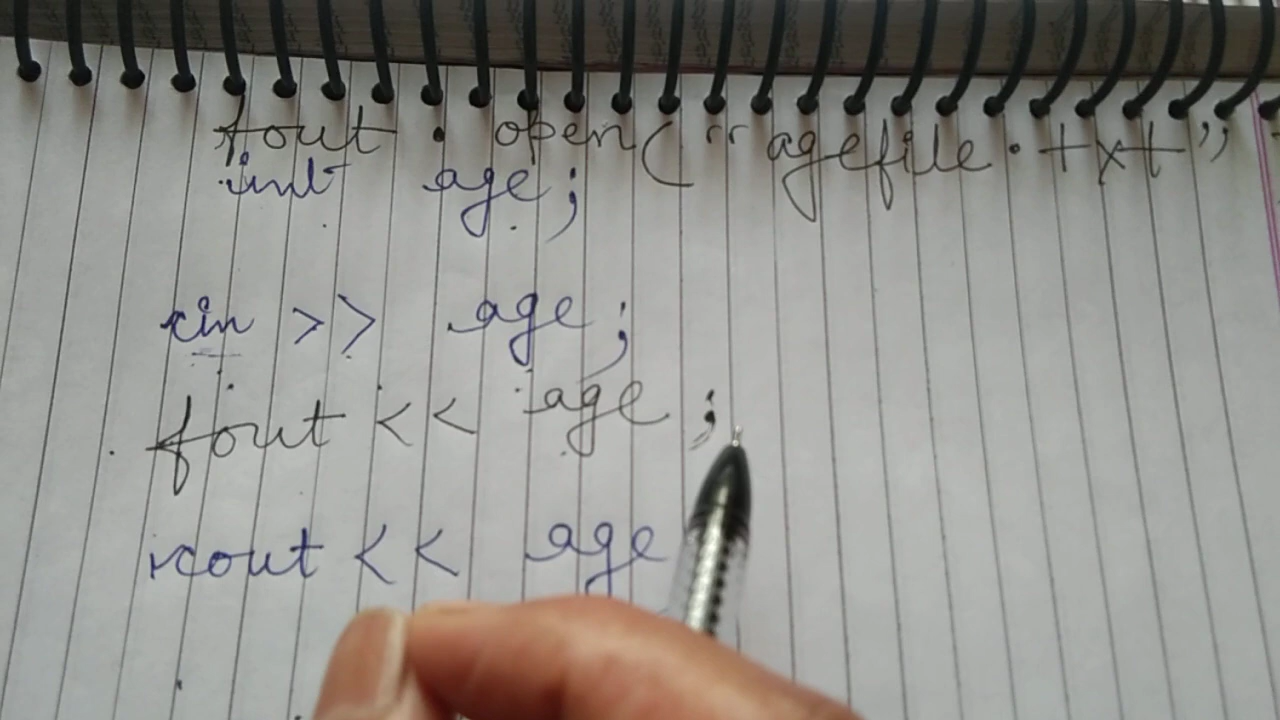 fout . open ( "agefile.txt"
int age;
cin >> age;
fout << age ;
cout << age